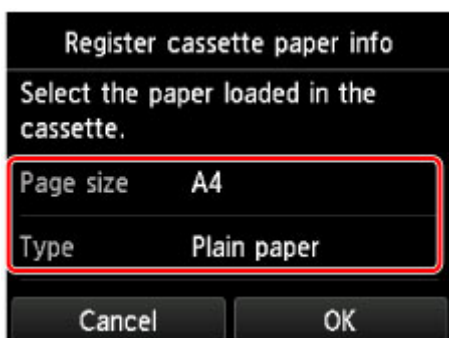 Register cassette paper info
Select the paper loaded in the
cassette.
Page size A4
Type Plain paper
Cancel OK